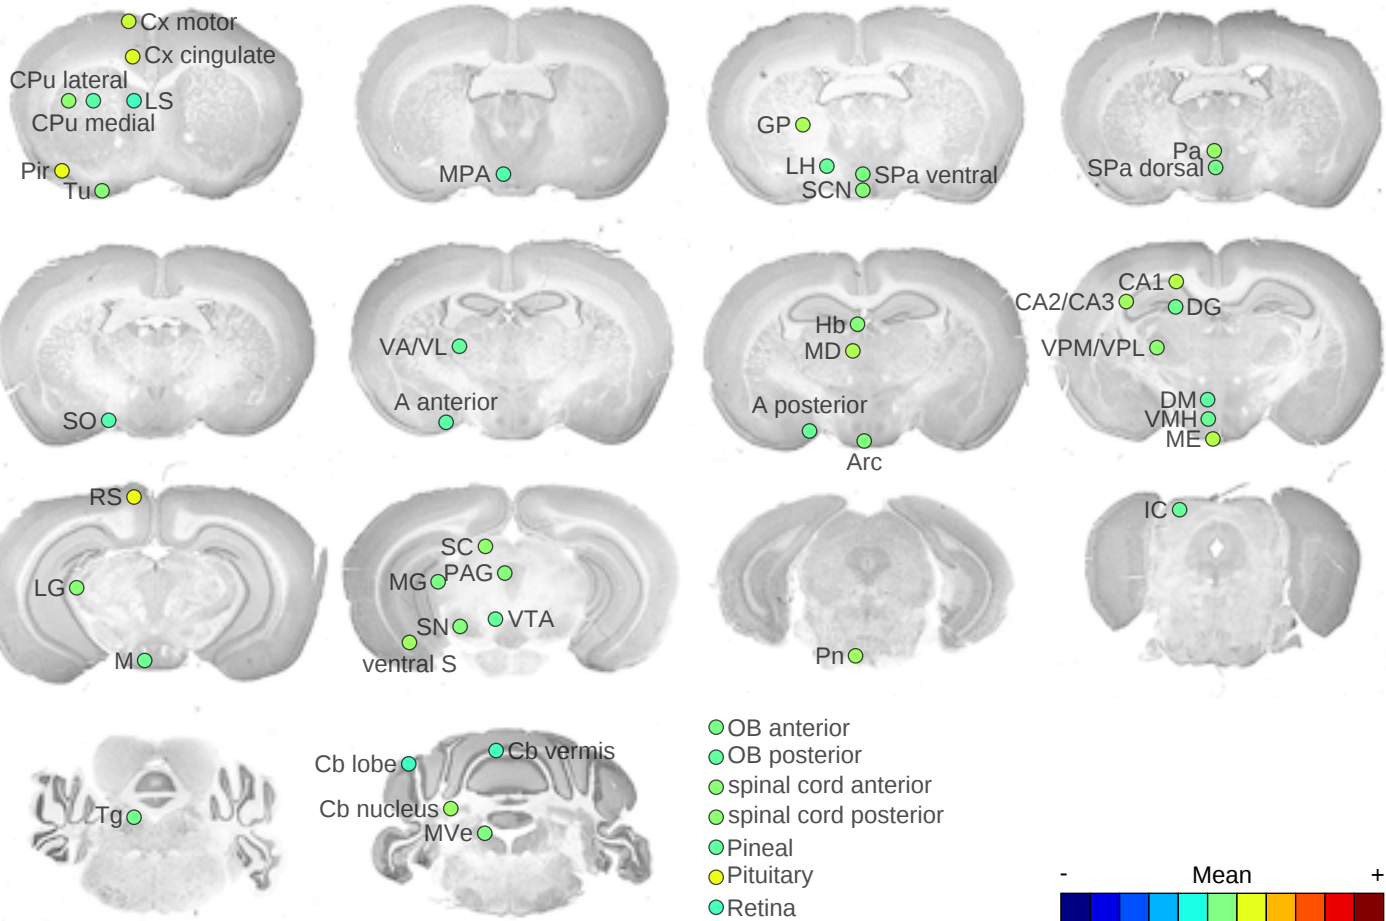 Cx motor
Cx cingulate
CPu lateral
LS
CPu medial
Pir
Tu
MPA
GP
LH
SPa ventral
SCN
Pa
SPa dorsal
SO
VA/VL
A anterior
Hb
MD
A posterior
Arc
CA1
CA2/CA3
DG
VPM/VPL
DM
VMH
ME
RS
LG
M
SC
MG
PAG
SN
VTA
ventral S
Pn
IC
Tg
Cb lobe
Cb vermis
Cb nucleus
MVe
OB anterior
OB posterior
spinal cord anterior
spinal cord posterior
Pineal
Pituitary
Retina
- Mean +